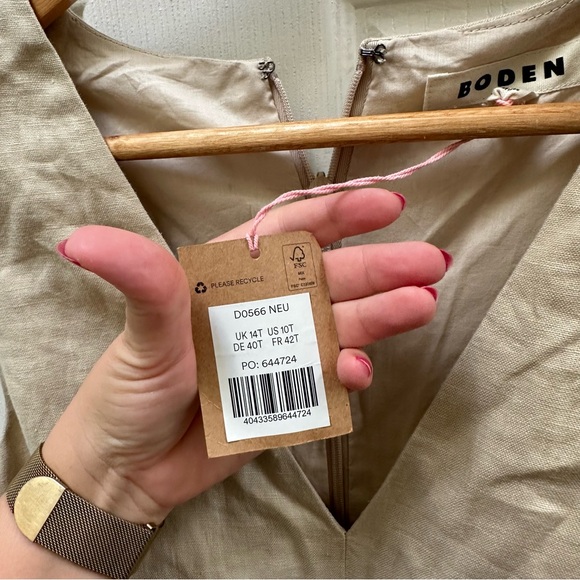 BODEN
FSC
PLEASE RECYCLE
D0566 NEU
UK 14T US 10T
DE 40T FR 42T
PO: 644724
40433589644724